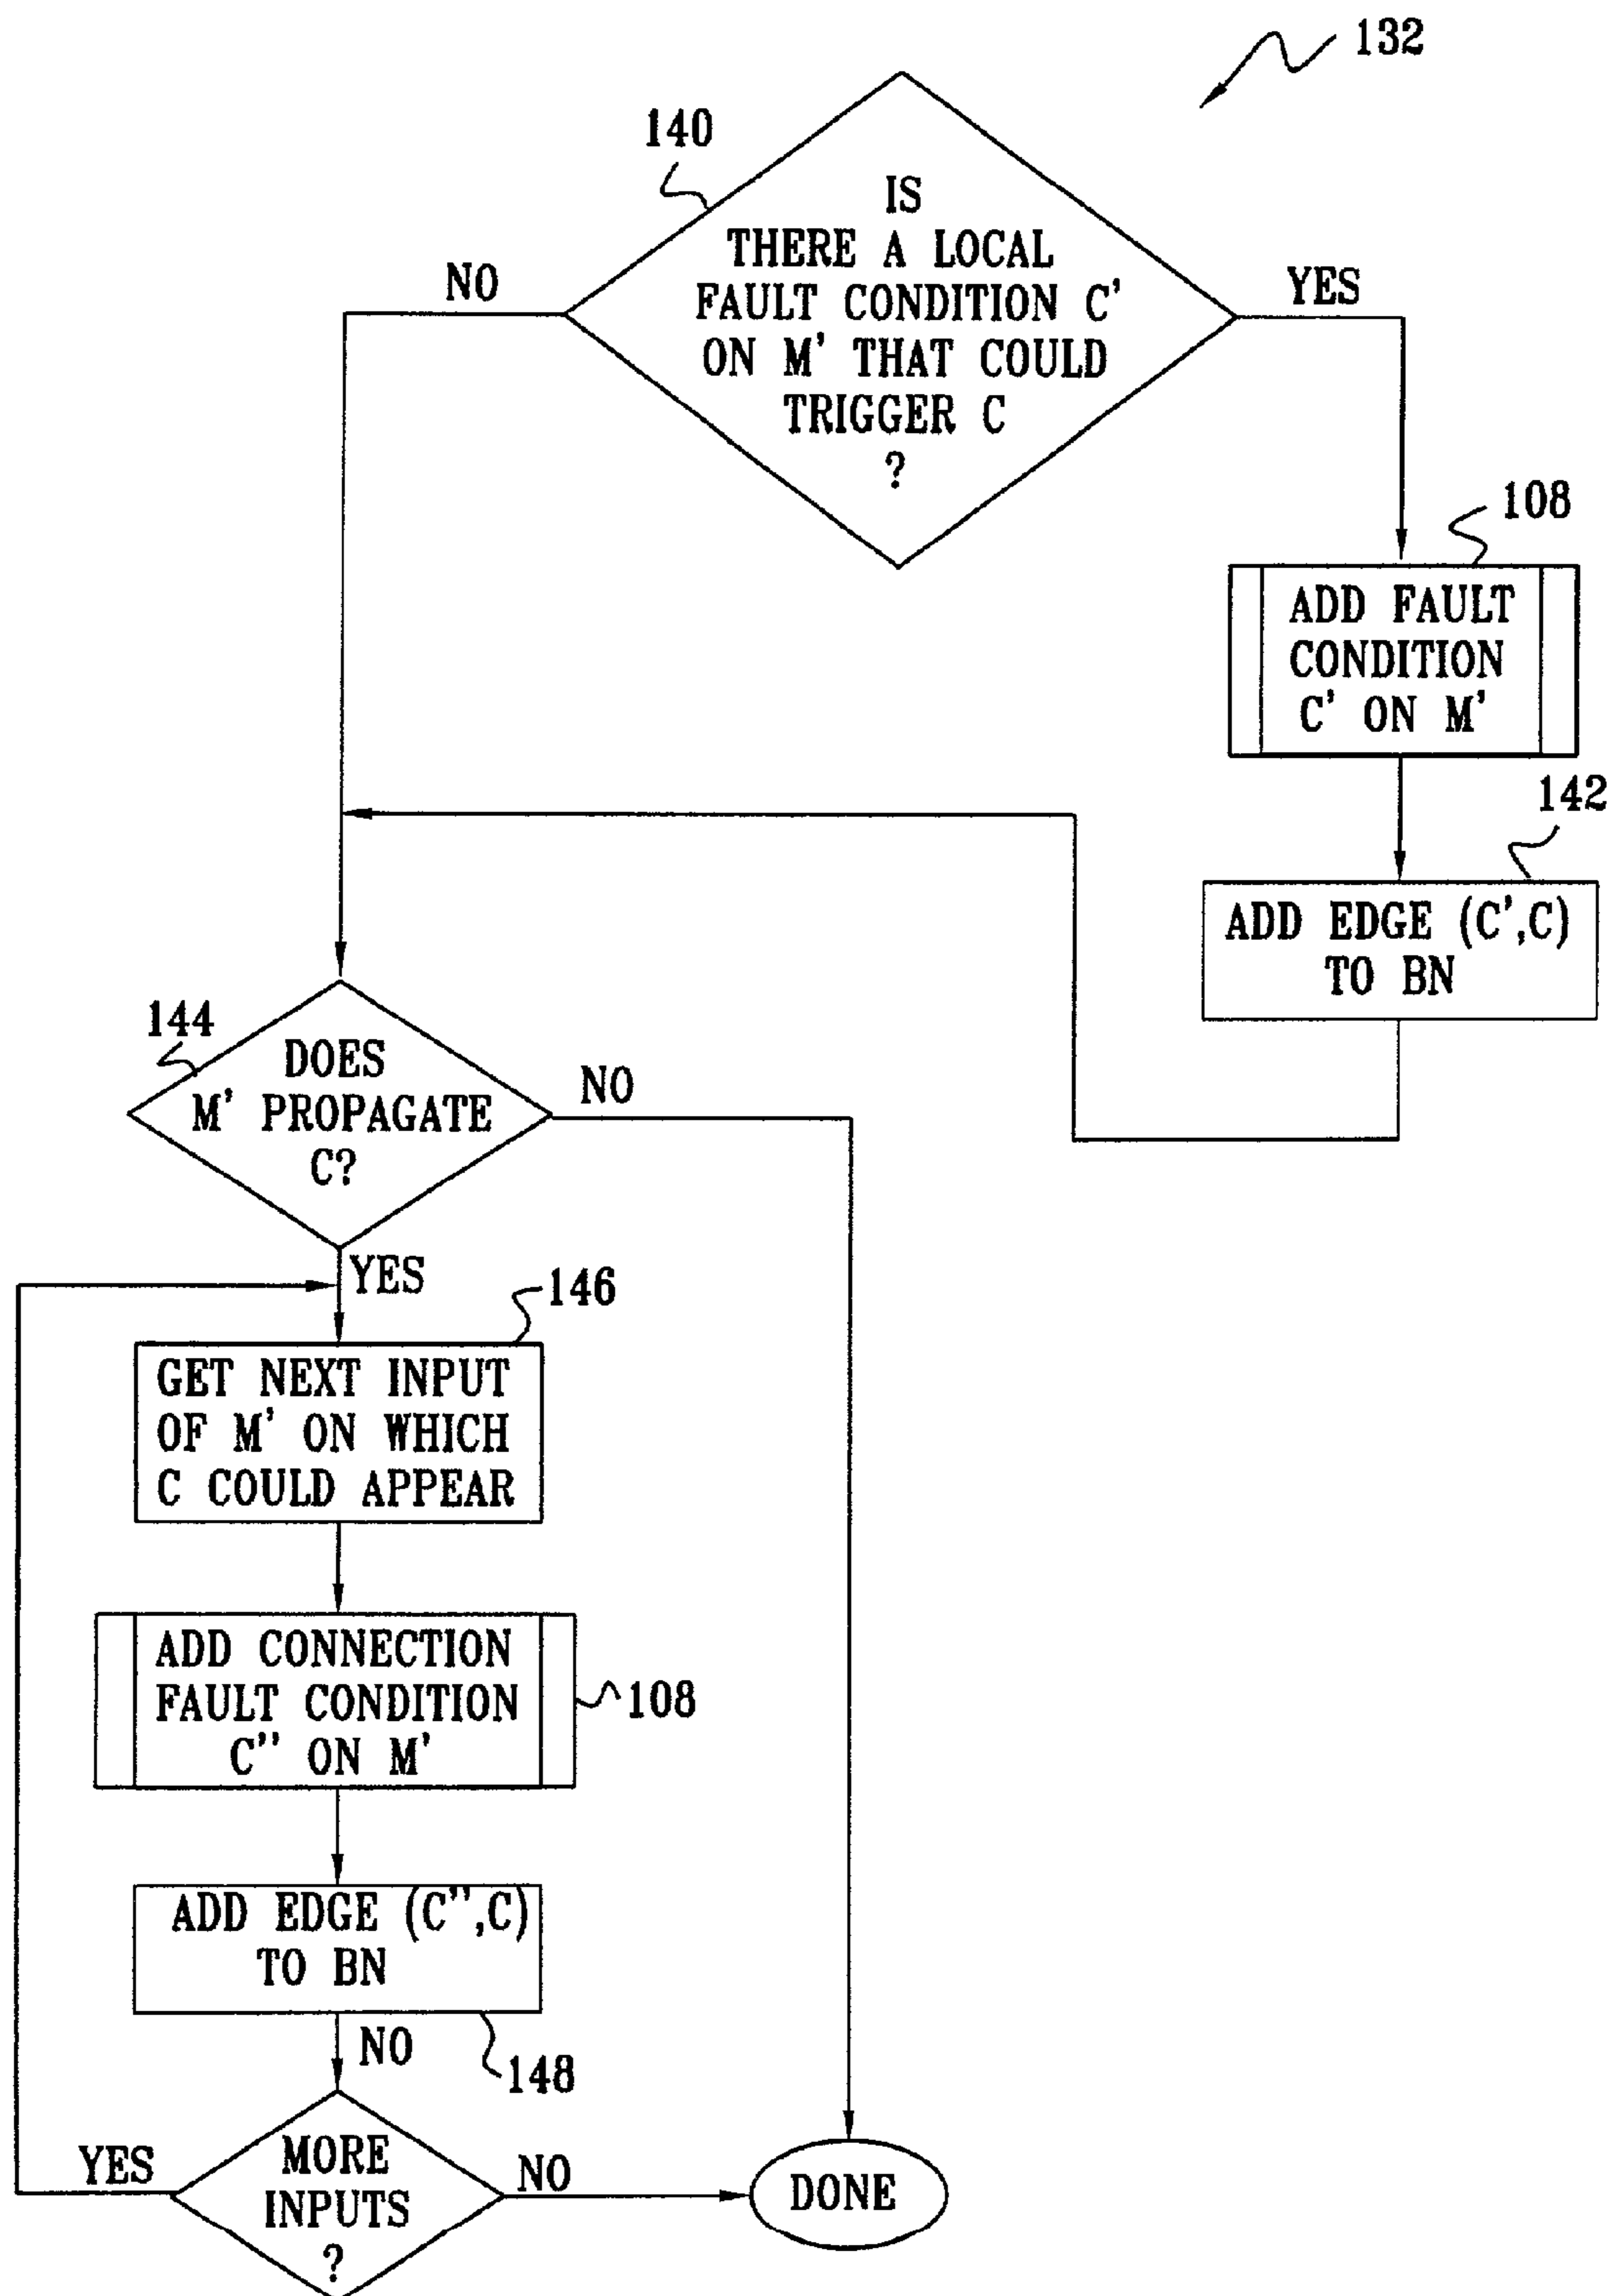 132
140
IS
THERE A LOCAL
FAULT CONDITION C'
ON M' THAT COULD
TRIGGER C
?
NO
YES
108
ADD FAULT
CONDITION
C' ON M'
142
ADD EDGE (C',C)
TO BN
144
DOES
M' PROPAGATE
C?
NO
YES
146
GET NEXT INPUT
OF M' ON WHICH
C COULD APPEAR
ADD CONNECTION
FAULT CONDITION
C'' ON M'
108
ADD EDGE (C'',C)
TO BN
NO
148
MORE
INPUTS
?
YES
NO
DONE